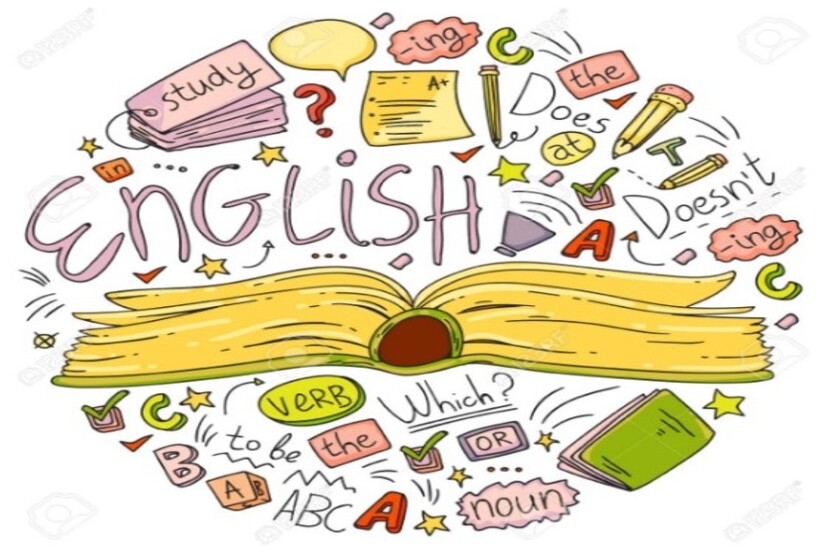 -ing
study
A+
the
Does
at
T
in
ENGLiSH
Doesn't
A
-ing
C
C
VERB
Which?
C
to be
the
OR
B
A B
ABC
A
noun